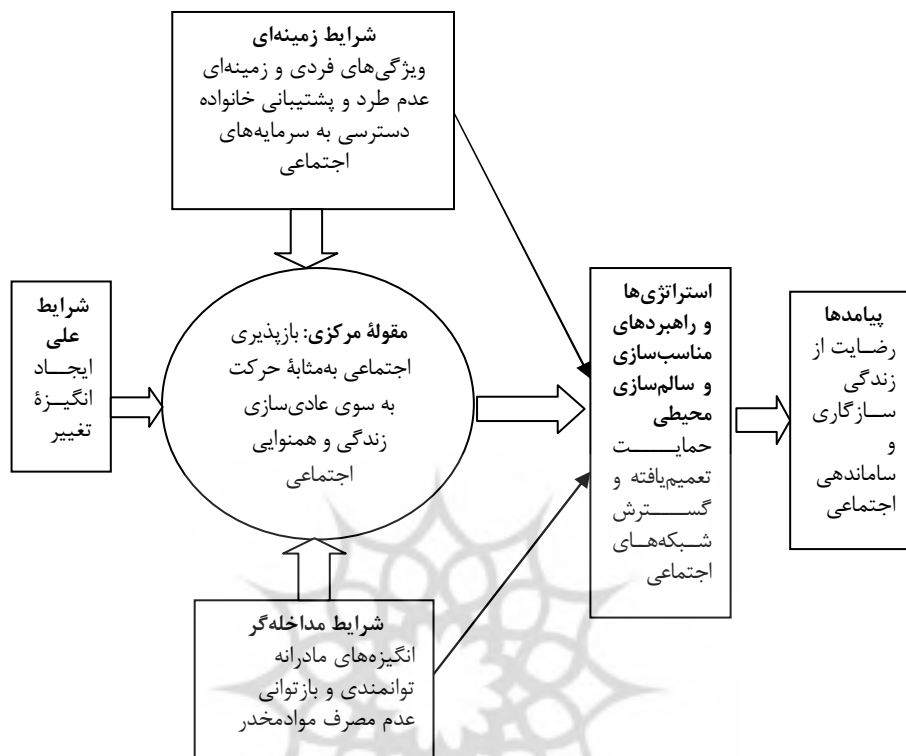 شرایط زمینه‌ای
ویژگی‌های فردی و زمینه‌ای
عدم طرد و پشتیبانی خانواده
دسترسی به سرمایه‌های
اجتماعی
شرایط
علی
ایجاد
انگیزۀ
تغییر
مقولۀ مرکزی: بازپذیری
اجتماعی به‌مثابۀ حرکت
به سوی عادی‌سازی
زندگی و همنوایی
اجتماعی
استراتژی‌ها
و راهبردهای
مناسب‌سازی
و سالم‌سازی
محیطی
حمایت
تعمیم‌یافته و
گسترش
شبکه‌های
اجتماعی
پیامدها
رضایت از
زندگی
سازگاری
و
ساماندهی
اجتماعی
شرایط مداخله‌گر
انگیزه‌های مادرانه
توانمندی و بازتوانی
عدم مصرف موادمخدر